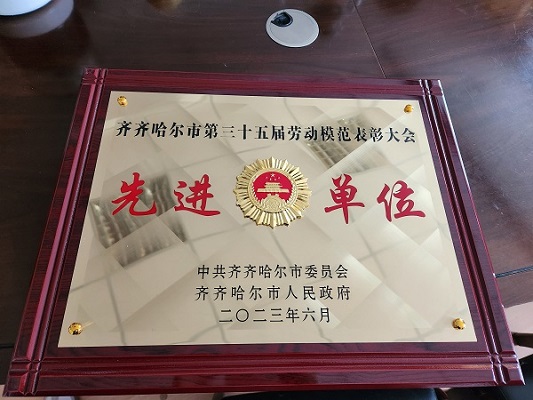 齐齐哈尔市第三十五届劳动模范表彰大会
先进单位
中共齐齐哈尔市委员会
齐齐哈尔市人民政府
二〇二三年六月